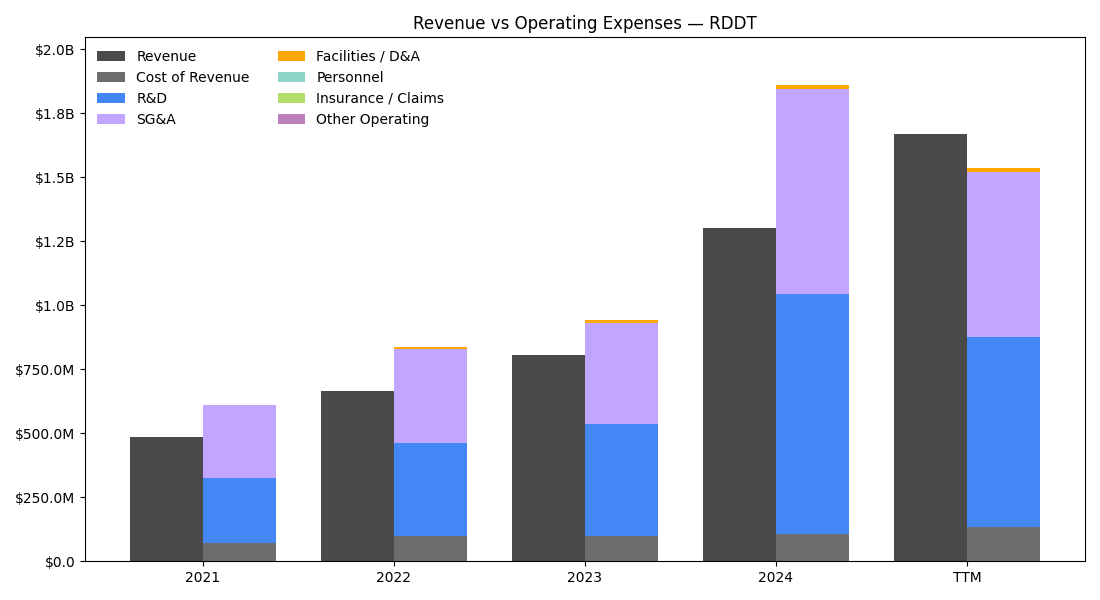 Revenue vs Operating Expenses — RDDT
Revenue
Cost of Revenue
R&D
SG&A
Facilities / D&A
Personnel
Insurance / Claims
Other Operating
$2.0B
$1.8B
$1.5B
$1.2B
$1.0B
$750.0M
$500.0M
$250.0M
$0.0
2021 2022 2023 2024 TTM